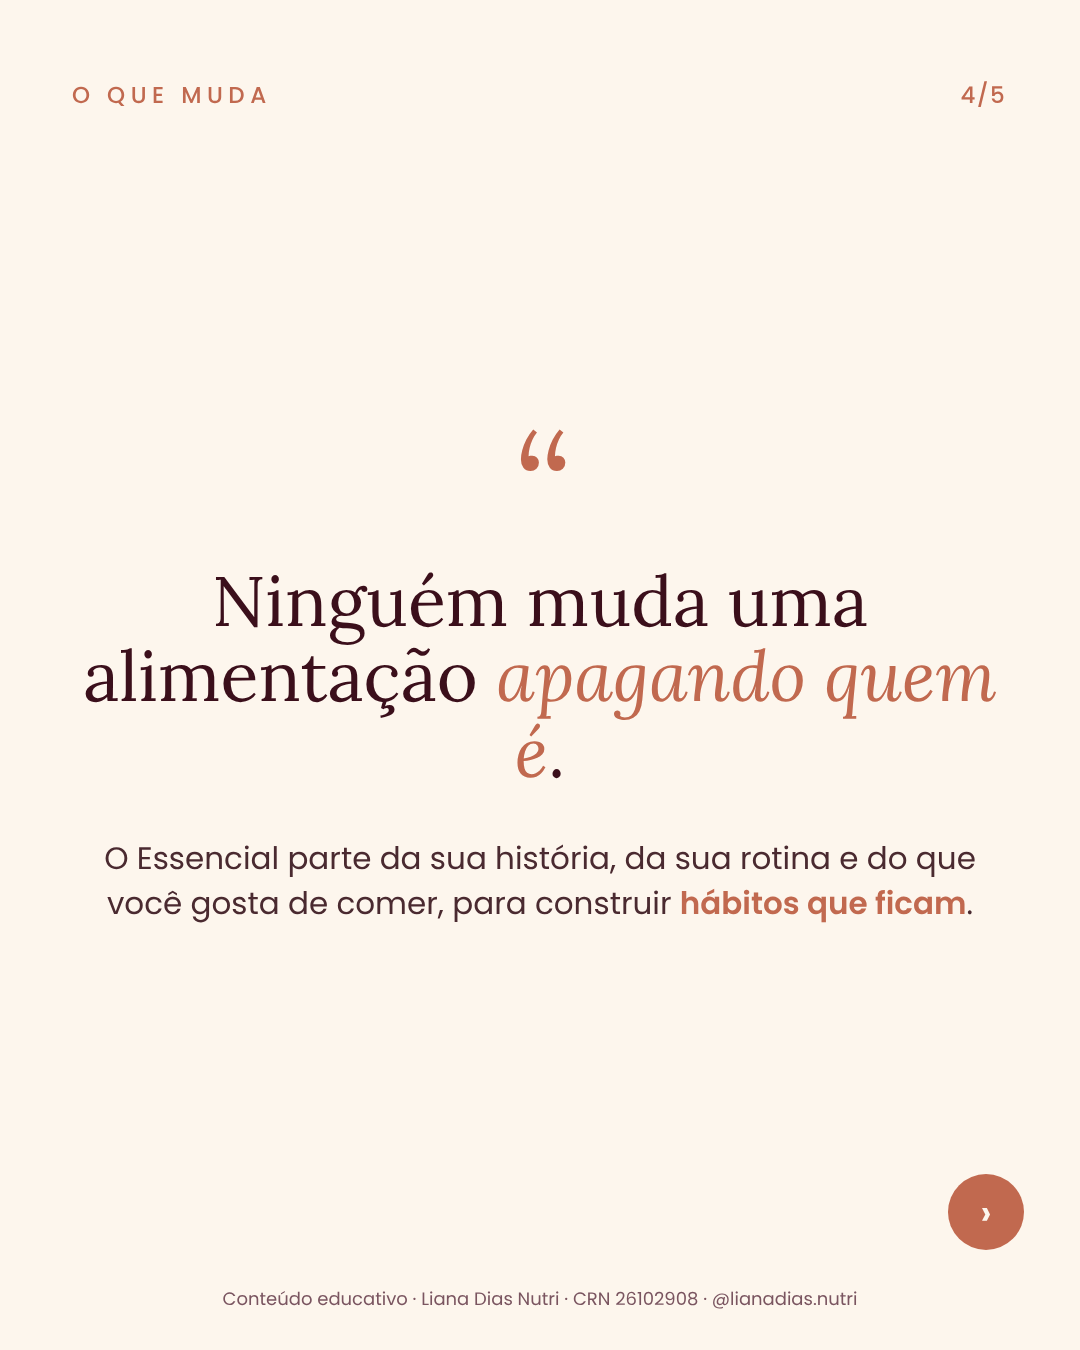 O QUE MUDA
4/5
“
Ninguém muda uma
alimentação apagando quem
é.
O Essencial parte da sua história, da sua rotina e do que
você gosta de comer, para construir hábitos que ficam.
›
Conteúdo educativo · Liana Dias Nutri · CRN 26102908 · @lianadias.nutri